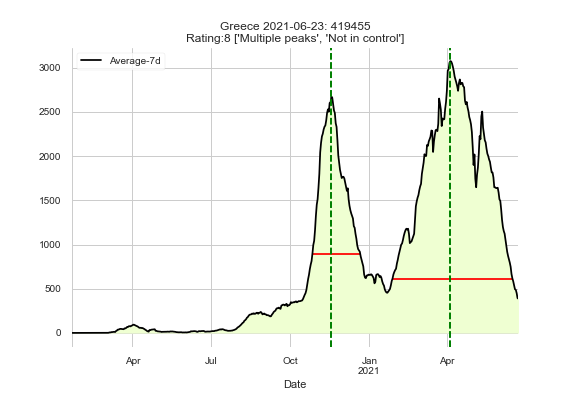 Greece 2021-06-23: 419455
Rating:8 ['Multiple peaks', 'Not in control']
Average-7d
3000
2500
2000
1500
1000
500
0
Apr Jul Oct Jan Apr
2021
Date